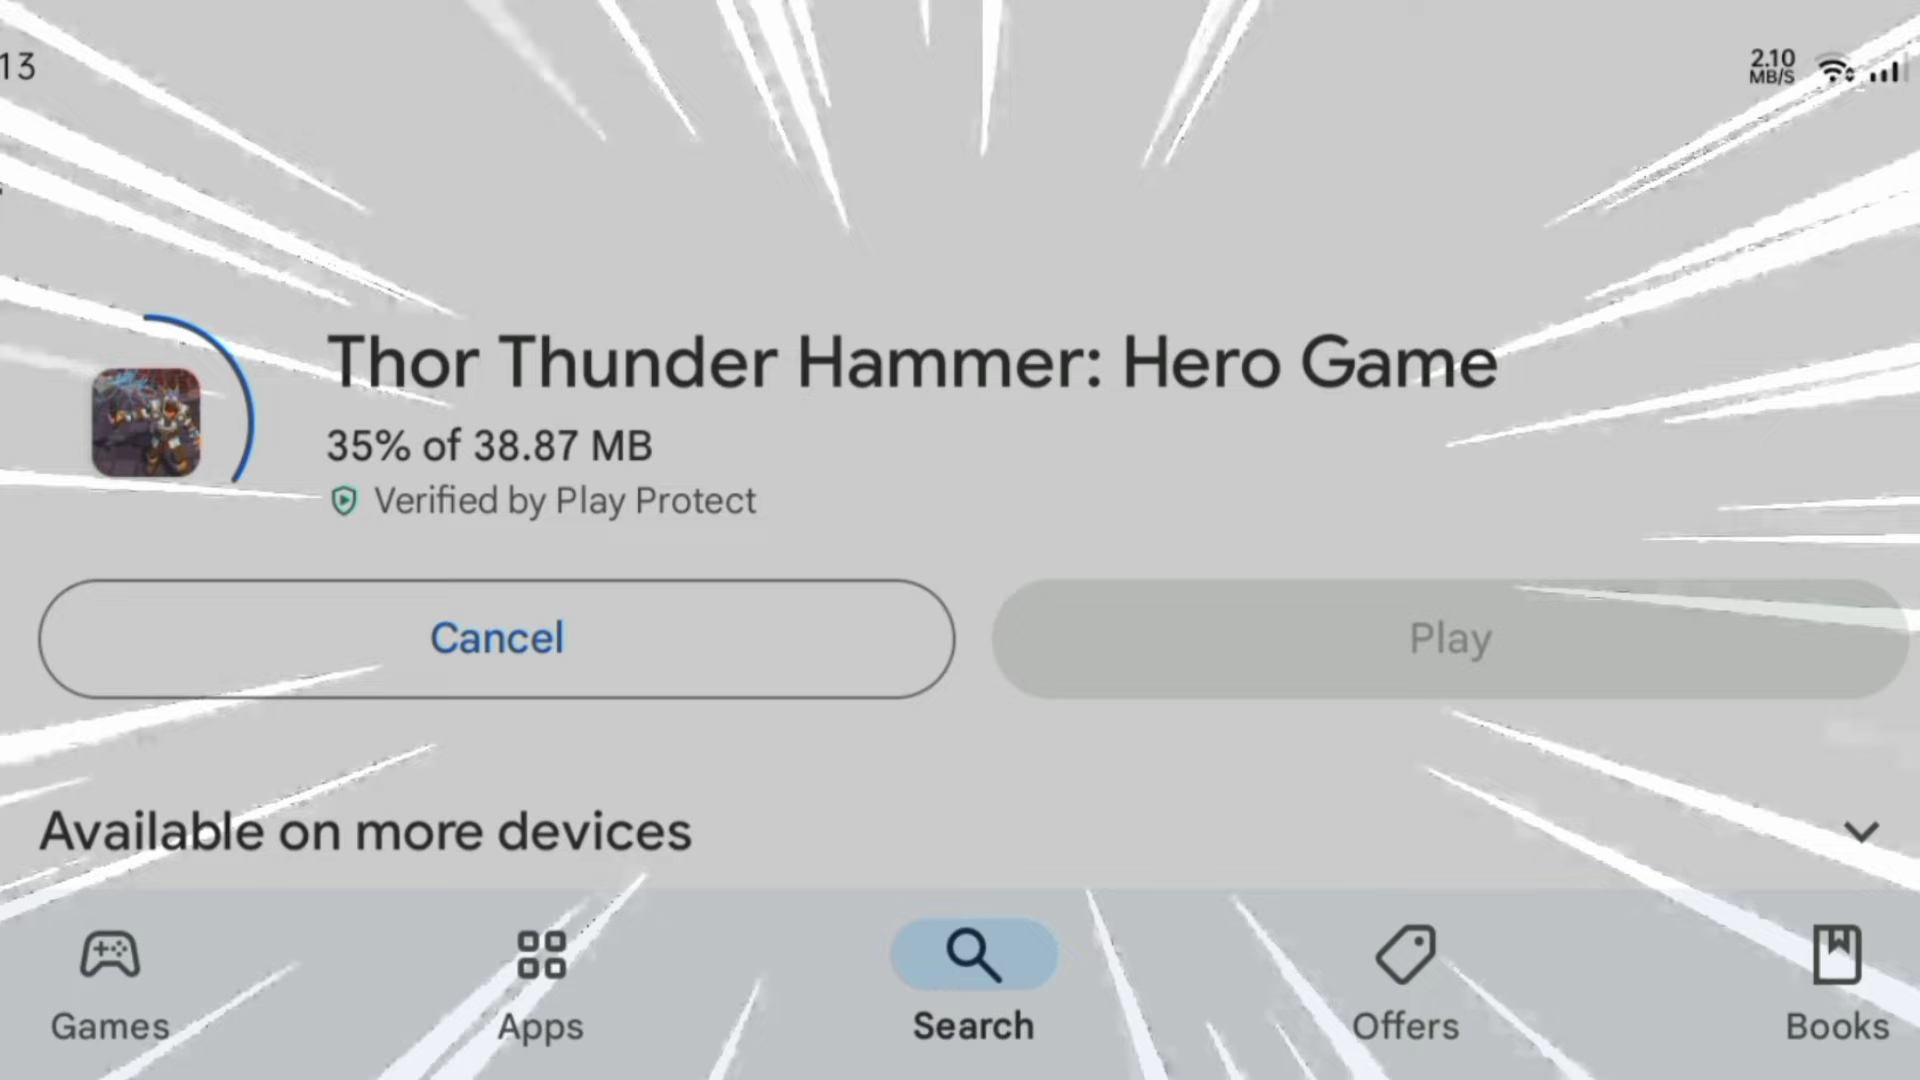 13
2.10
MB/S
Thor Thunder Hammer: Hero Game
35% of 38.87 MB
Verified by Play Protect
Cancel
Play
Available on more devices
Games
Apps
Search
Offers
Books